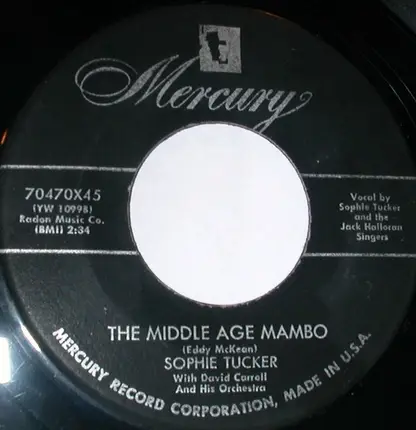 t
Mercury
70470X45
(YW 10998)
Radon Music Co.
(BMI) 2:34
Vocal by
Sophie Tucker
and the
Jack Halloran
Singers
THE MIDDLE AGE MAMBO
(Eddy McKean)
SOPHIE TUCKER
With David Carroll
And His Orchestra
MERCURY RECORD CORPORATION, MADE IN U.S.A.